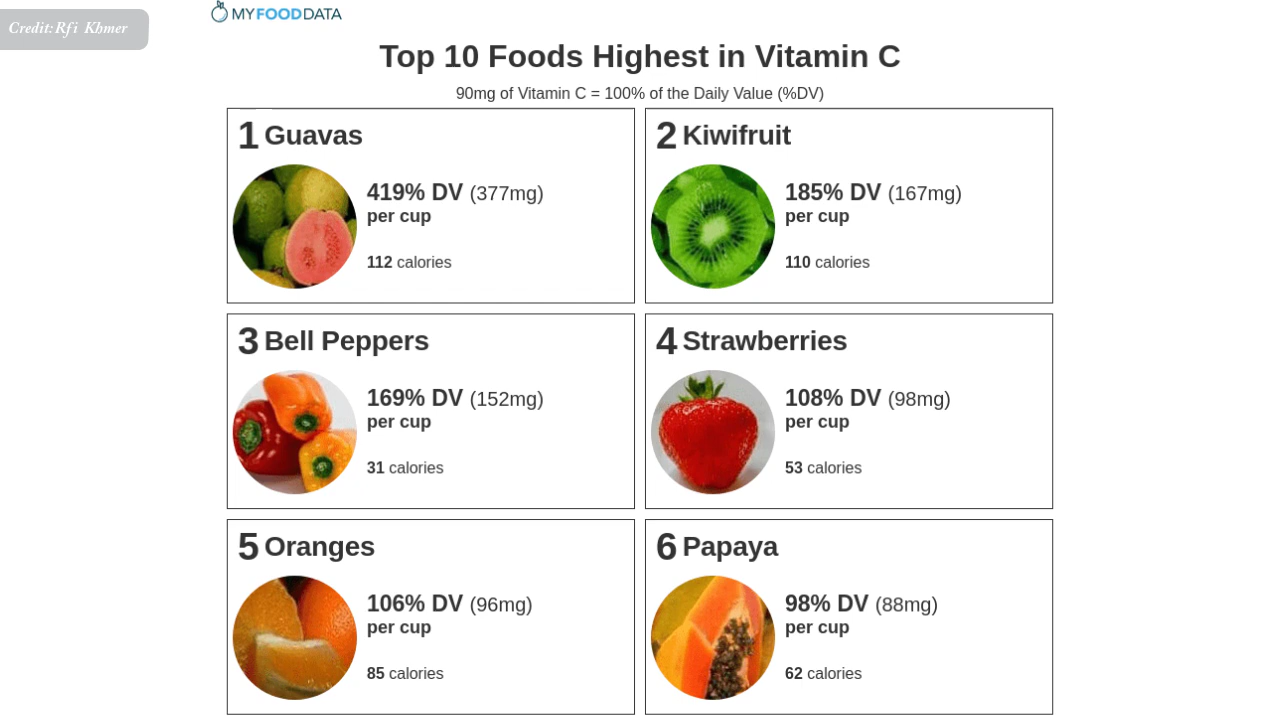 Credit:Rfi Khmer
MYFOODDATA
Top 10 Foods Highest in Vitamin C
90mg of Vitamin C = 100% of the Daily Value (%DV)
1 Guavas
419% DV (377mg)
per cup
112 calories
2 Kiwifruit
185% DV (167mg)
per cup
110 calories
3 Bell Peppers
169% DV (152mg)
per cup
31 calories
4 Strawberries
108% DV (98mg)
per cup
53 calories
5 Oranges
106% DV (96mg)
per cup
85 calories
6 Papaya
98% DV (88mg)
per cup
62 calories